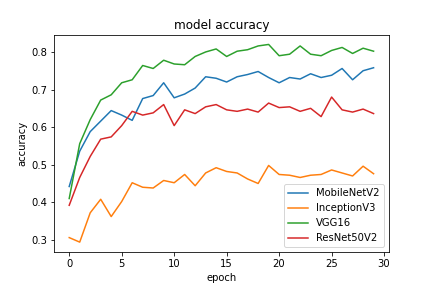 model accuracy
0.8
0.7
0.6
0.5
0.4
0.3
accuracy
MobileNetV2
InceptionV3
VGG16
ResNet50V2
0 5 10 15 20 25 30
epoch